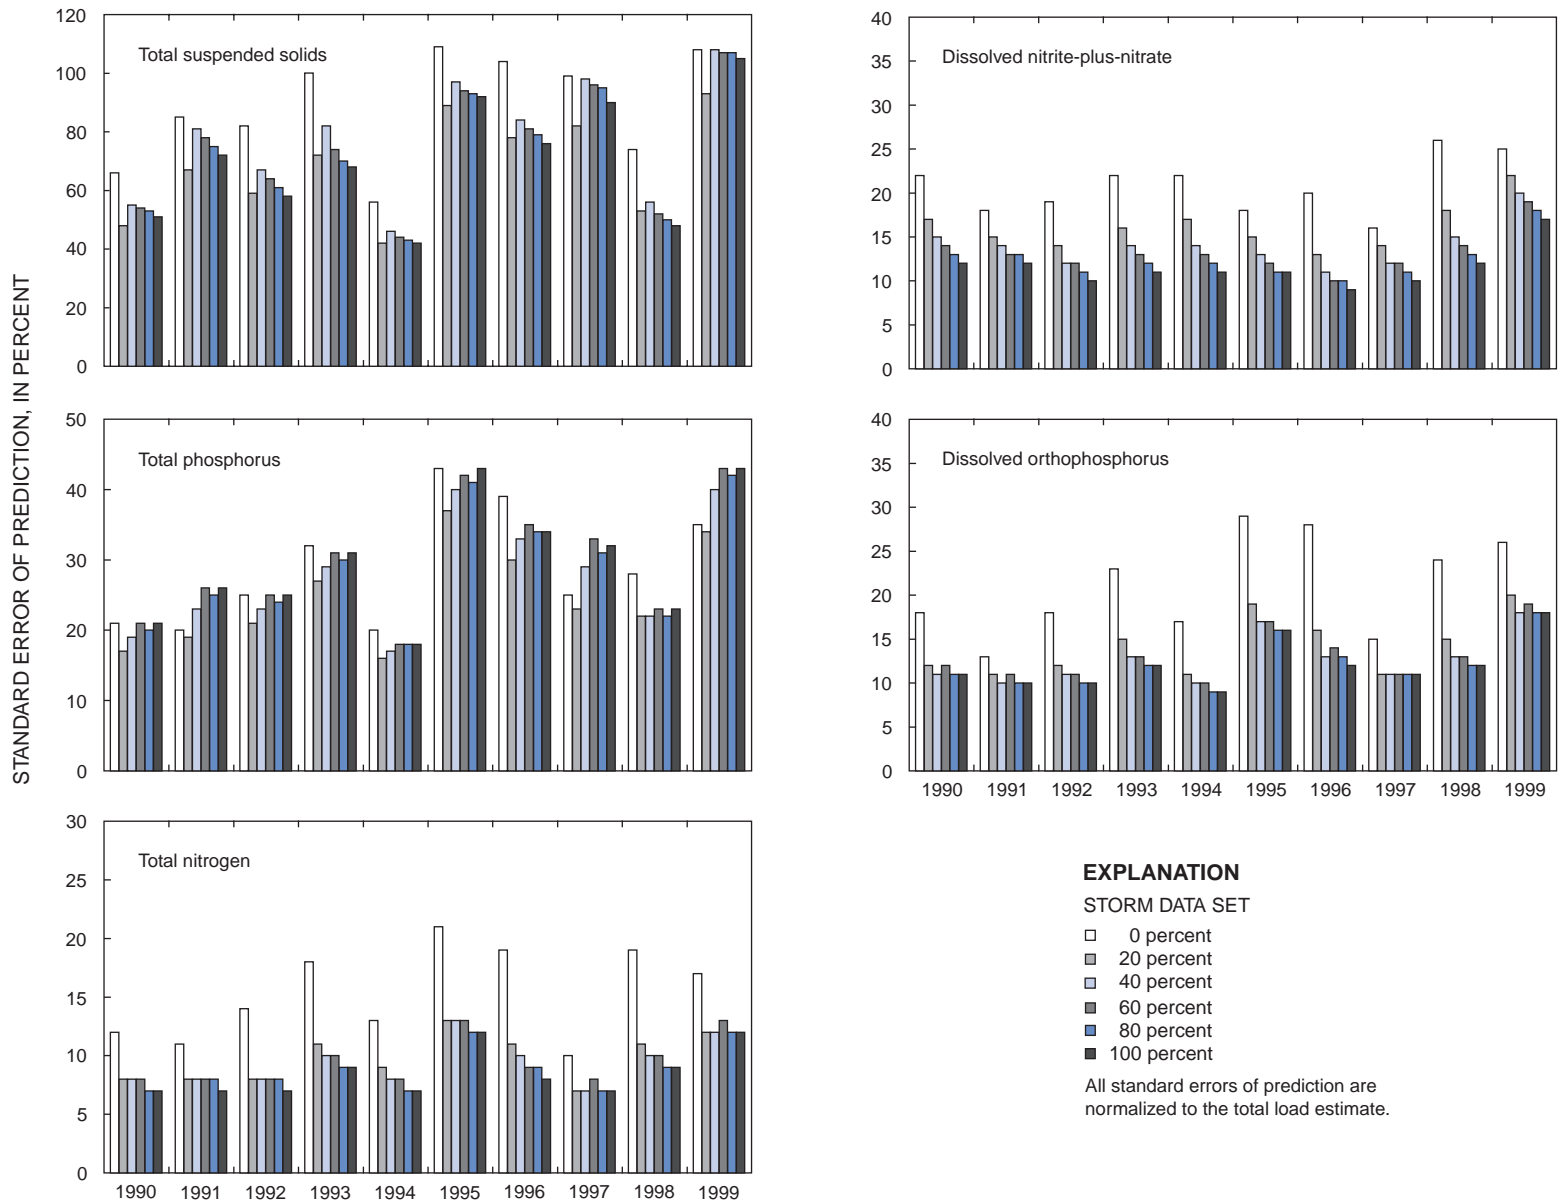 STANDARD ERROR OF PREDICTION, IN PERCENT
Total suspended solids
120
100
80
60
40
20
0
Dissolved nitrite-plus-nitrate
40
35
30
25
20
15
10
5
0
Total phosphorus
50
40
30
20
10
0
Dissolved orthophosphorus
40
35
30
25
20
15
10
5
0
1990 1991 1992 1993 1994 1995 1996 1997 1998 1999
Total nitrogen
30
25
20
15
10
5
0
1990 1991 1992 1993 1994 1995 1996 1997 1998 1999
EXPLANATION
STORM DATA SET
0 percent
20 percent
40 percent
60 percent
80 percent
100 percent
All standard errors of prediction are
normalized to the total load estimate.